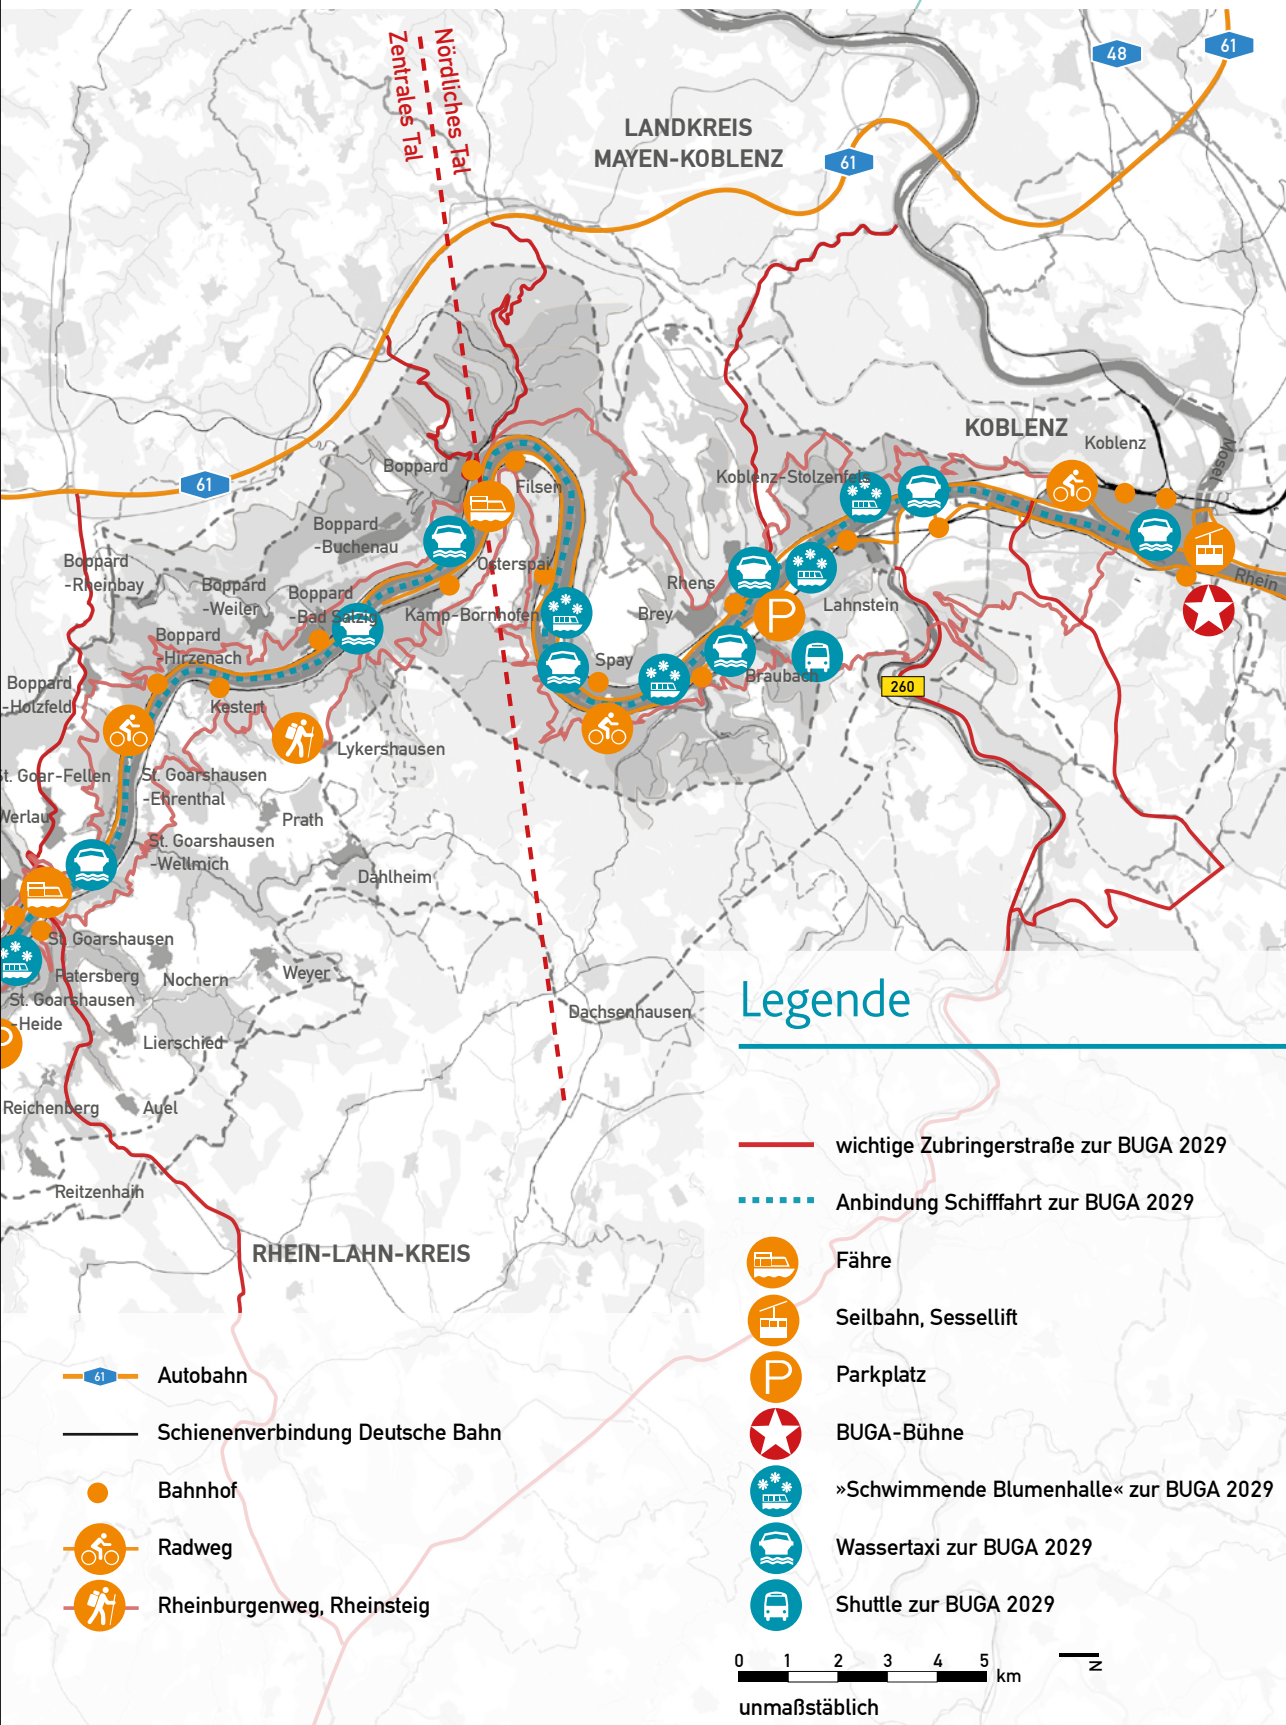 Nördliches Tal
Zentrales Tal
48
61
LANDKREIS
MAYEN-KOBLENZ
61
KOBLENZ
Koblenz
Mosel
Boppard
Filsen
Koblenz-Stolzenfels
61
Boppard
-Buchenau
Boppard
-Rheinbay
Osterspai
Rhein
Boppard
-Weiler
Boppard
-Bad Salzig
Kamp-Bornhofen
Rhens
Brey
P
Lahnstein
Boppard
-Hirzenach
Spay
Braubach
260
Boppard
-Holzfeld
Kestert
Lykershausen
St. Goar-Fellen
St. Goarshausen
-Ehrenthal
Werlau
Prath
St. Goarshausen
-Wellmich
Dahlheim
St. Goarshausen
Patersberg
Nochern
Weyer
St. Goarshausen
-Heide
P
Dachsenhausen
Lierschied
Reichenberg
Auel
Reitzenhain
RHEIN-LAHN-KREIS
Legende
wichtige Zubringerstraße zur BUGA 2029
Anbindung Schifffahrt zur BUGA 2029
Fähre
Seilbahn, Sessellift
P
Parkplatz
BUGA-Bühne
»Schwimmende Blumenhalle« zur BUGA 2029
Wassertaxi zur BUGA 2029
Shuttle zur BUGA 2029
61
Autobahn
Schienenverbindung Deutsche Bahn
Bahnhof
Radweg
Rheinburgenweg, Rheinsteig
0 1 2 3 4 5
km
N
unmaßstäblich